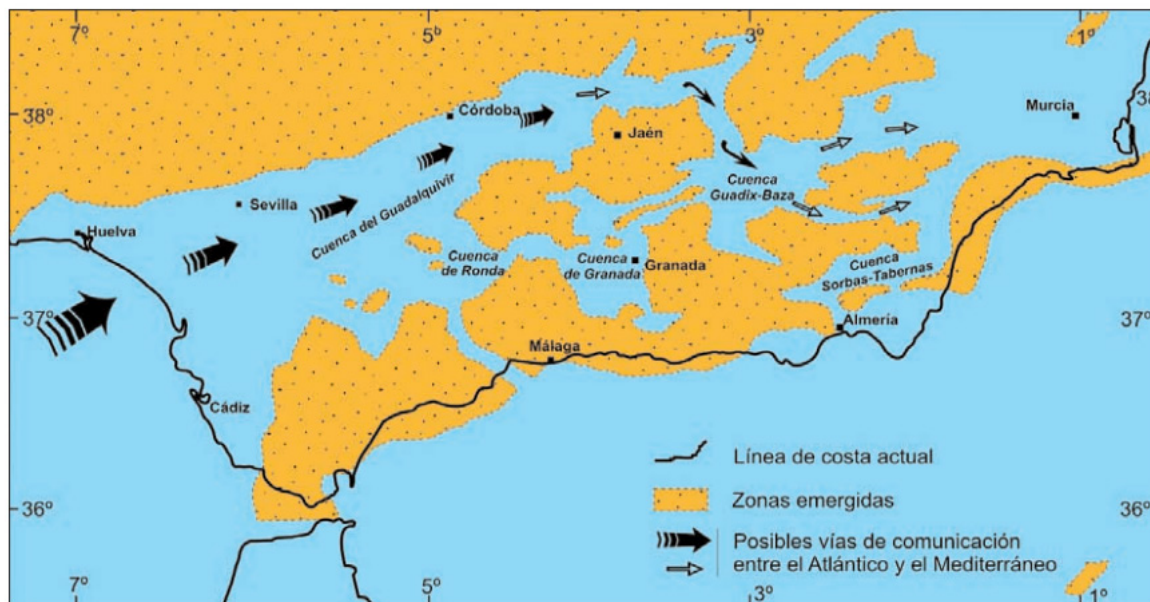 7º
5º
3º
1º
38º
Córdoba
Murcia
38
Jaén
Cuenca
Guadix-Baza
Sevilla
Cuenca del Guadalquivir
Huelva
Cuenca
de Ronda
Cuenca
de Granada
Granada
Cuenca
Sorbas-Tabernas
37º
37º
Almería
Málaga
Cádiz
Línea de costa actual
36º
Zonas emergidas
36º
Posibles vías de comunicación
entre el Atlántico y el Mediterráneo
7º
5º
3º
1º